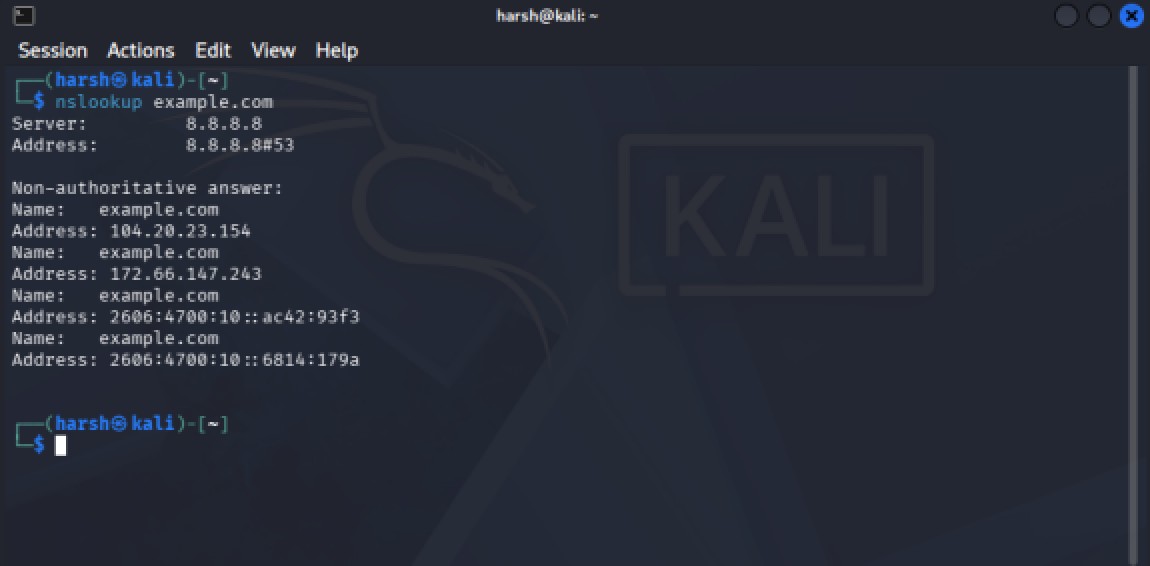 harsh@kali: ~
Session Actions Edit View Help
┌──(harsh㉿kali)-[~]
└─$ nslookup example.com
Server:         8.8.8.8
Address:        8.8.8.8#53

Non-authoritative answer:
Name:   example.com
Address: 104.20.23.154
Name:   example.com
Address: 172.66.147.243
Name:   example.com
Address: 2606:4700:10::ac42:93f3
Name:   example.com
Address: 2606:4700:10::6814:179a

┌──(harsh㉿kali)-[~]
└─$
KALI